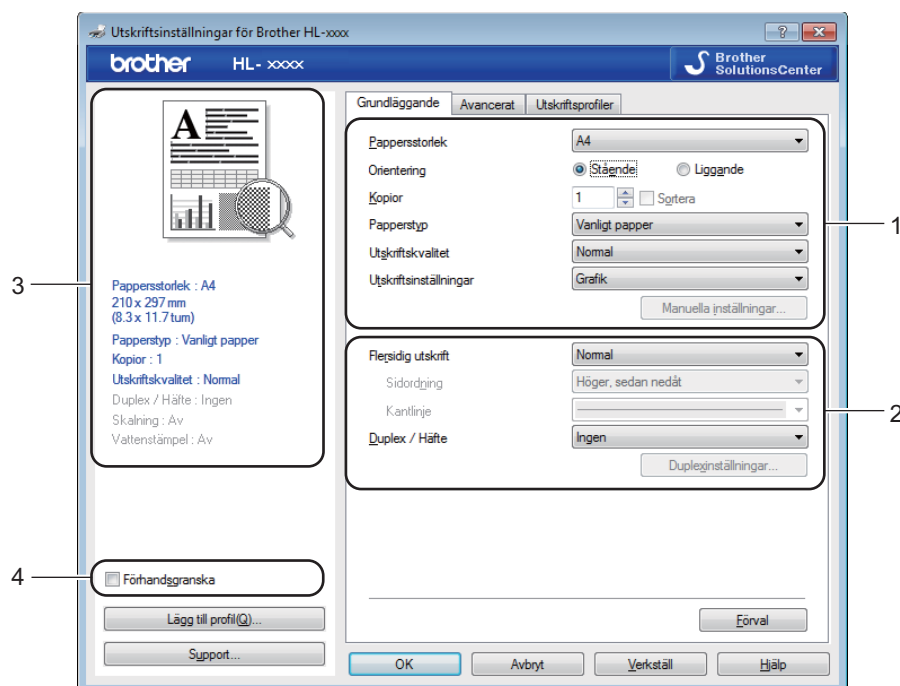 Utskriftsinställningar för Brother HL-xxxx
brother HL- xxxx
Brother
SolutionsCenter
A
3
Pappersstorlek : A4
210 x 297 mm
(8.3 x 11.7 tum)
Papperstyp : Vanligt papper
Kopior : 1
Utskriftskvalitet : Normal
Duplex / Häfte : Ingen
Skalning : Av
Vattenstämpel : Av
4
Förhandsgranska
Lägg till profil(Q)...
Support...
Grundläggande Avancerat Utskriftsprofiler
Pappersstorlek A4
Orientering Stående Liggande
Kopior 1 Sortera
Papperstyp Vanligt papper
1
Utskriftskvalitet Normal
Utskriftsinställningar Grafik
Manuella inställningar...
Flersidig utskrift Normal
Sidordning Höger, sedan nedåt
Kantlinje
2
Duplex / Häfte Ingen
Duplexinställningar...
Förval
OK Avbryt Verkställ Hjälp